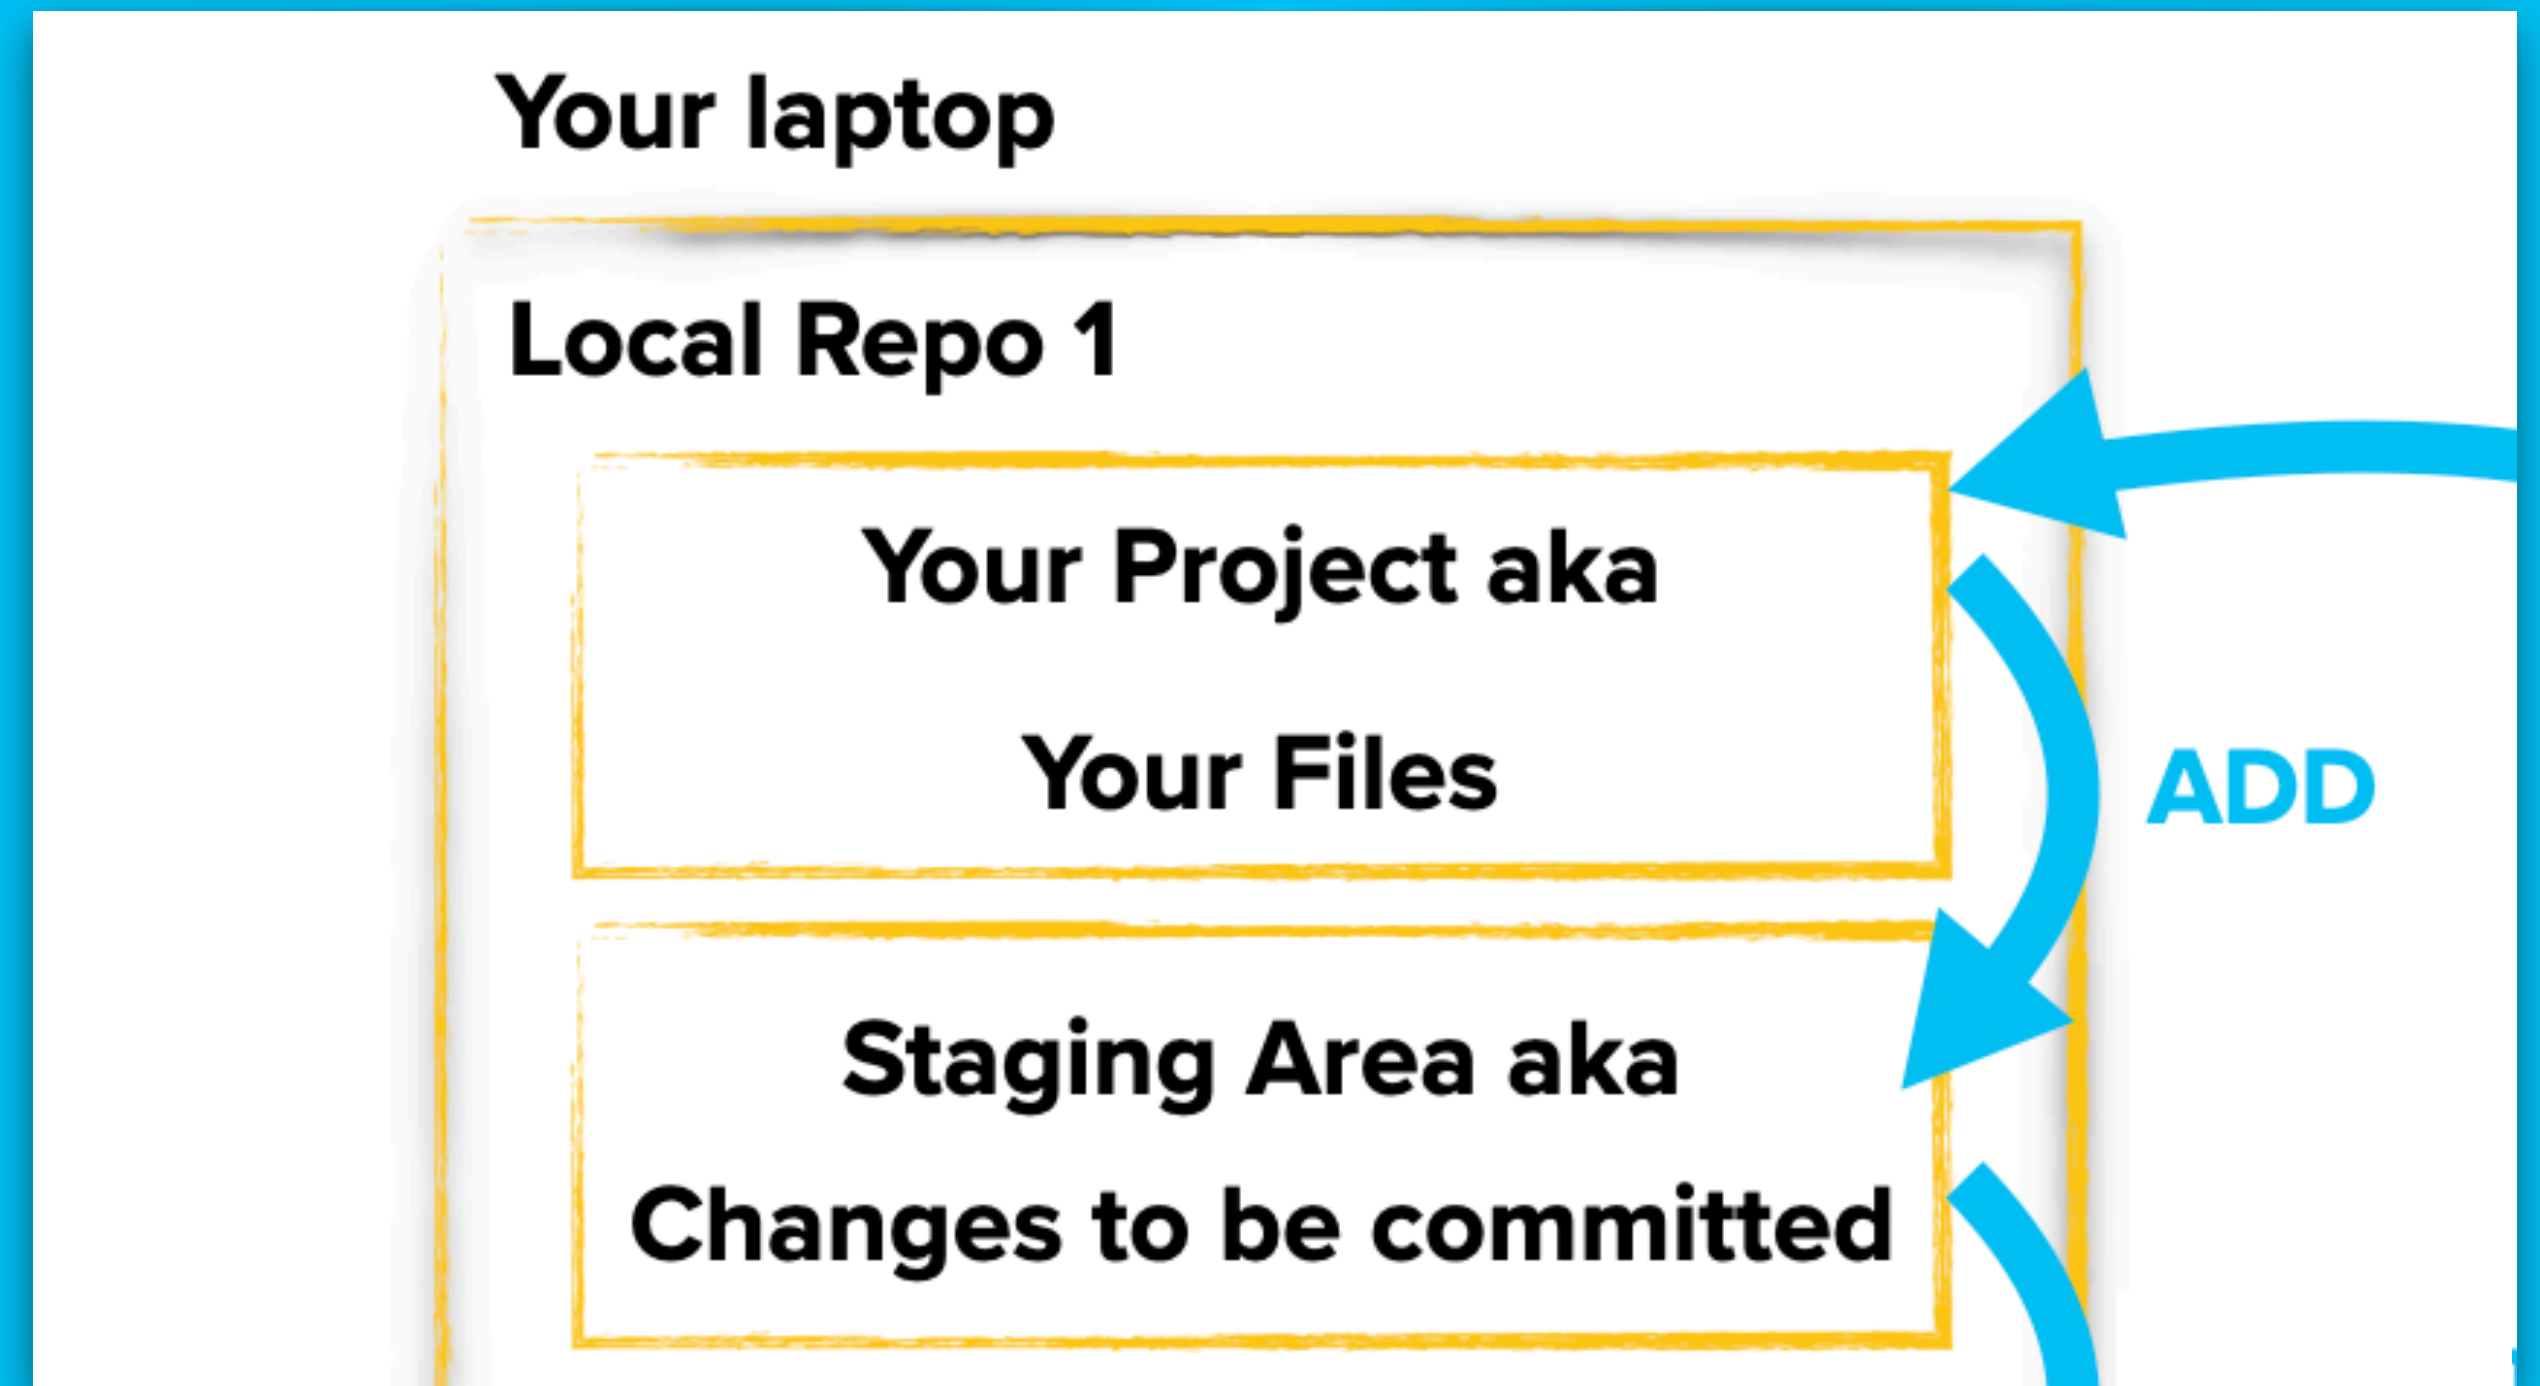 Your laptop
Local Repo 1
Your Project aka
Your Files
ADD
Staging Area aka
Changes to be committed